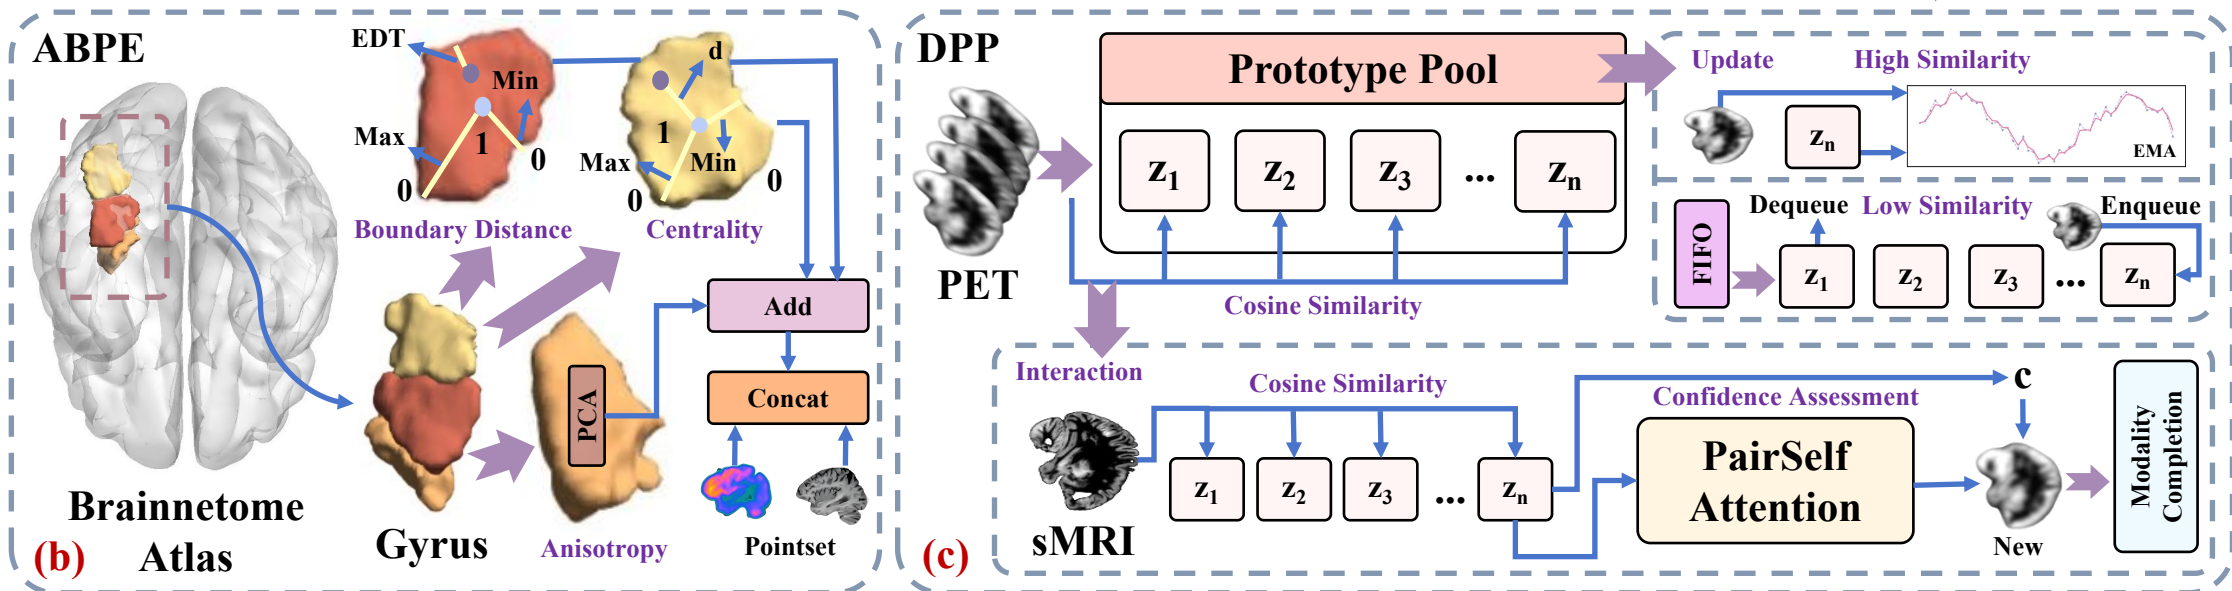 ABPE
EDT
Min
Max
1
0
0
d
1
Max
Min
0
0
Boundary Distance
Centrality
Add
Concat
PCA
Brainnetome
Atlas
Gyrus
Anisotropy
Pointset
(b)
DPP
Prototype Pool
z1
z2
z3
...
zn
PET
Cosine Similarity
Update
High Similarity
zn
EMA
FIFO
Dequeue
Low Similarity
Enqueue
z1
z2
z3
...
zn
Interaction
Cosine Similarity
z1
z2
z3
...
zn
sMRI
Confidence Assessment
c
PairSelf
Attention
New
Modality
Completion
(c)